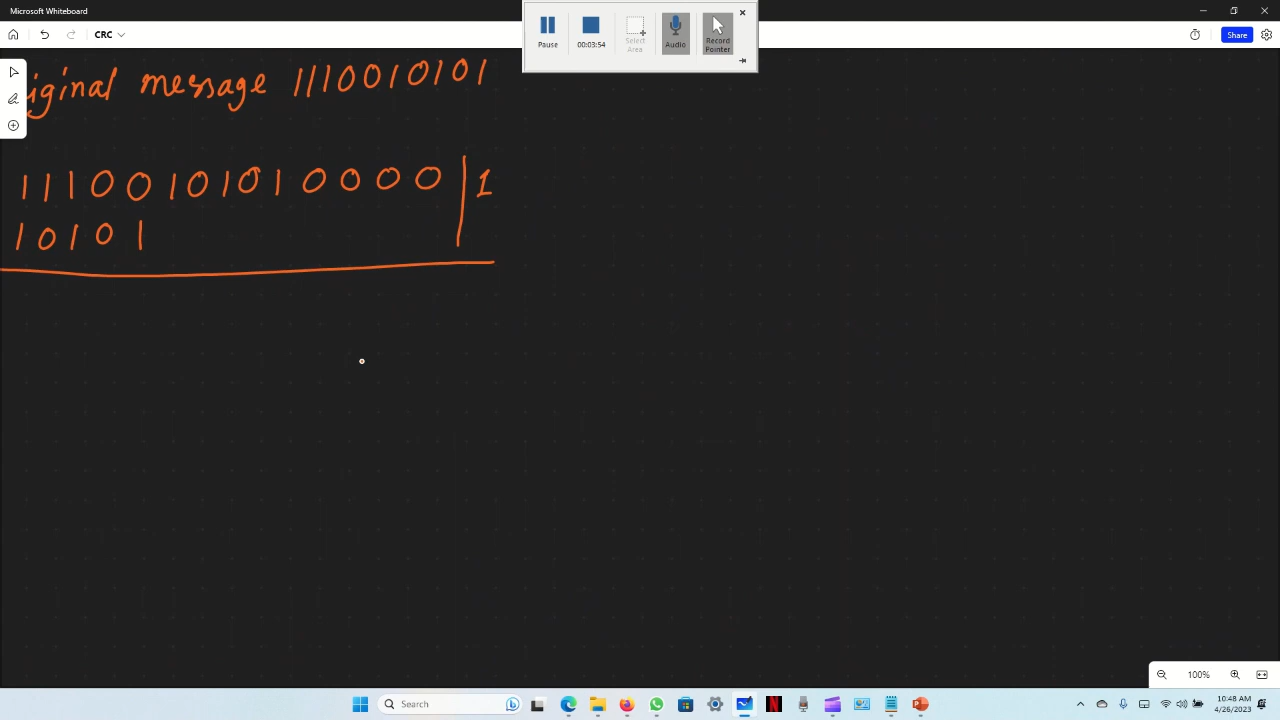 Microsoft Whiteboard
CRC
Share
Pause
00:03:54
Select Area
Audio
Record Pointer
iginal message 1110010101
11100101010000 | 1
10101
100%
Search
10:48 AM
4/26/2023